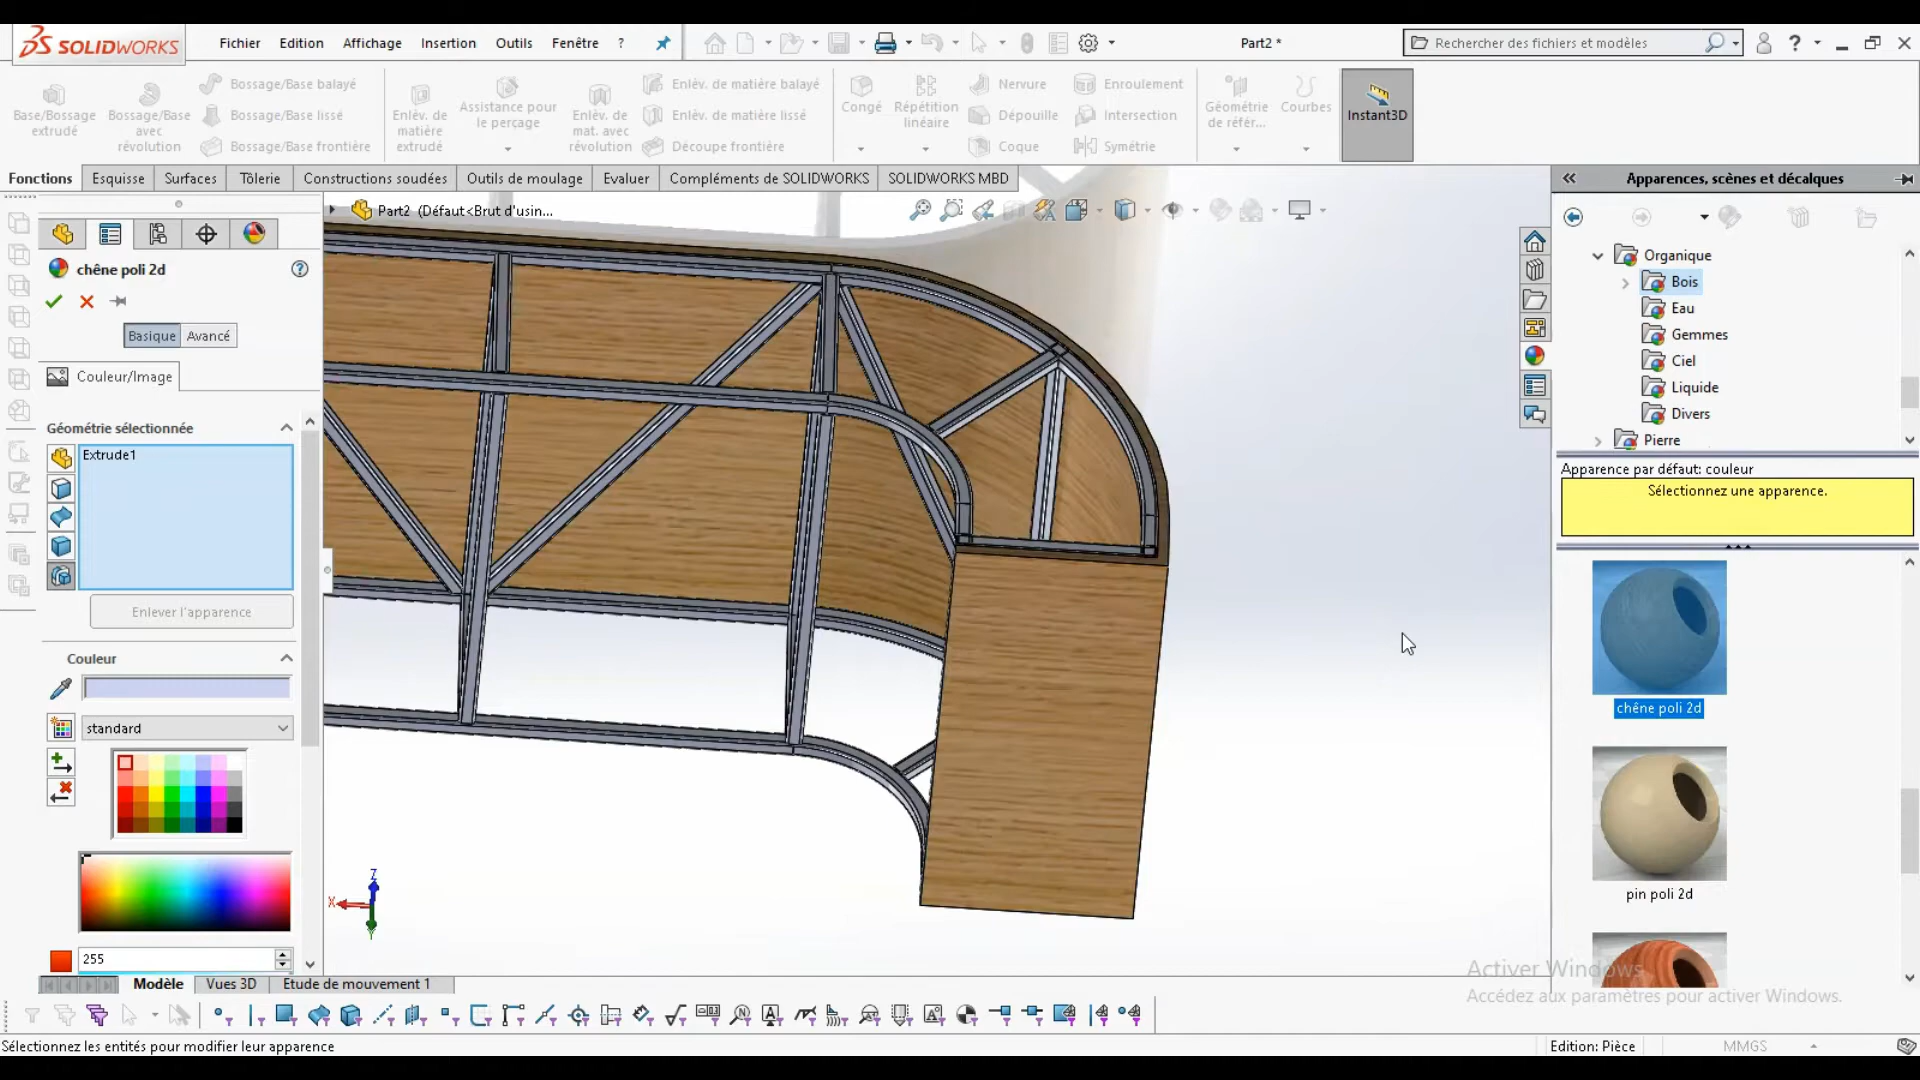 SOLIDWORKS
Fichier Edition Affichage Insertion Outils Fenêtre ?
Part2 *
Rechercher des fichiers et modèles
Base/Bossage extrudé
Bossage/Base avec révolution
Bossage/Base balayé
Bossage/Base lissé
Bossage/Base frontière
Enlèv. de matière extrudé
Assistance pour le perçage
Enlèv. de mat. avec révolution
Enlèv. de matière balayé
Enlèv. de matière lissé
Découpe frontière
Congé
Répétition linéaire
Nervure
Dépouille
Coque
Enroulement
Intersection
Symétrie
Géométrie de référ...
Courbes
Instant3D
Fonctions Esquisse Surfaces Tôlerie Constructions soudées Outils de moulage Evaluer Compléments de SOLIDWORKS SOLIDWORKS MBD
Part2 (Défaut<Brut d'usin...
chêne poli 2d
Basique Avancé
Couleur/Image
Géométrie sélectionnée
Extrude1
Enlever l'apparence
Couleur
standard
255
Z
X
Apparences, scènes et décalques
Organique
Bois
Eau
Gemmes
Ciel
Liquide
Divers
Pierre
Apparence par défaut: couleur
Sélectionnez une apparence.
chêne poli 2d
pin poli 2d
Activer Windows
Accédez aux paramètres pour activer Windows.
Modèle Vues 3D Etude de mouvement 1
Sélectionnez les entités pour modifier leur apparence
Edition: Pièce
MMGS